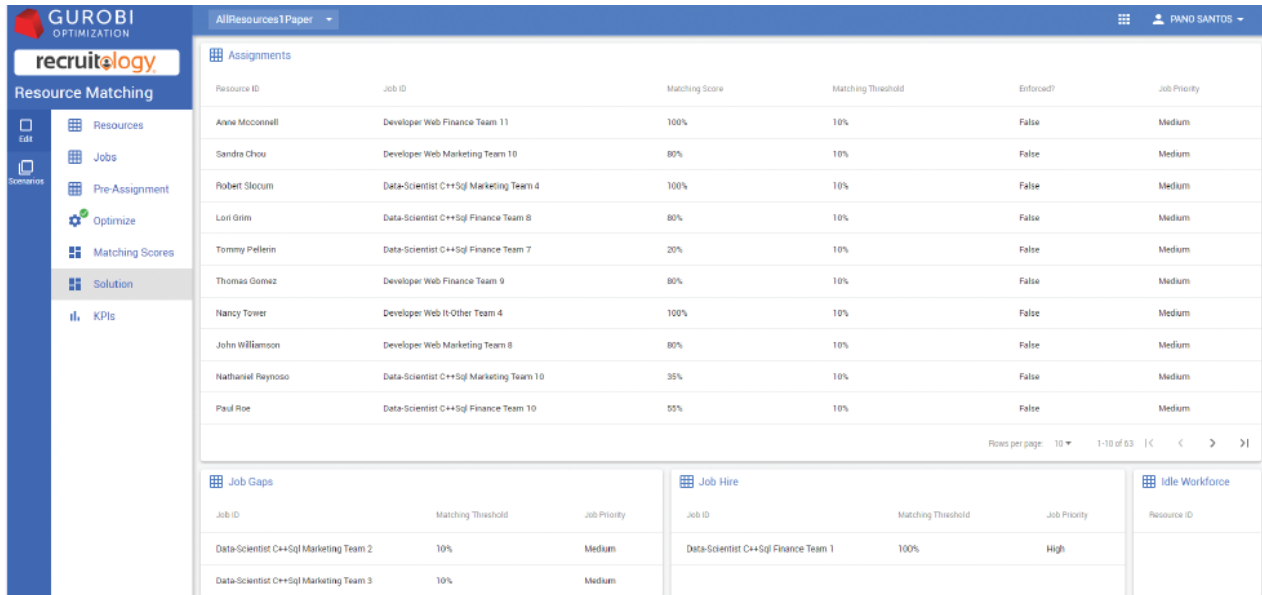 GUROBI
OPTIMIZATION
AllResources1Paper
PANO SANTOS
recruitology
Resource Matching
Edit
Scenarios
Resources
Jobs
Pre-Assignment
Optimize
Matching Scores
Solution
KPIs
Assignments
Resource ID Job ID Matching Score Matching Threshold Enforced? Job Priority
Anne Mcconnell Developer Web Finance Team 11 100% 10% False Medium
Sandra Chou Developer Web Marketing Team 10 80% 10% False Medium
Robert Slocum Data-Scientist C++Sql Marketing Team 4 100% 10% False Medium
Lori Grim Data-Scientist C++Sql Finance Team 8 80% 10% False Medium
Tommy Pellerin Data-Scientist C++Sql Finance Team 7 20% 10% False Medium
Thomas Gomez Developer Web Finance Team 9 80% 10% False Medium
Nancy Tower Developer Web It-Other Team 4 100% 10% False Medium
John Williamson Developer Web Marketing Team 8 80% 10% False Medium
Nathaniel Reynoso Data-Scientist C++Sql Marketing Team 10 35% 10% False Medium
Paul Roe Data-Scientist C++Sql Finance Team 10 55% 10% False Medium
Rows per page: 10 1-10 of 63
Job Gaps
Job ID Matching Threshold Job Priority
Data-Scientist C++Sql Marketing Team 2 10% Medium
Data-Scientist C++Sql Marketing Team 3 10% Medium
Job Hire
Job ID Matching Threshold Job Priority
Data-Scientist C++Sql Finance Team 1 100% High
Idle Workforce
Resource ID